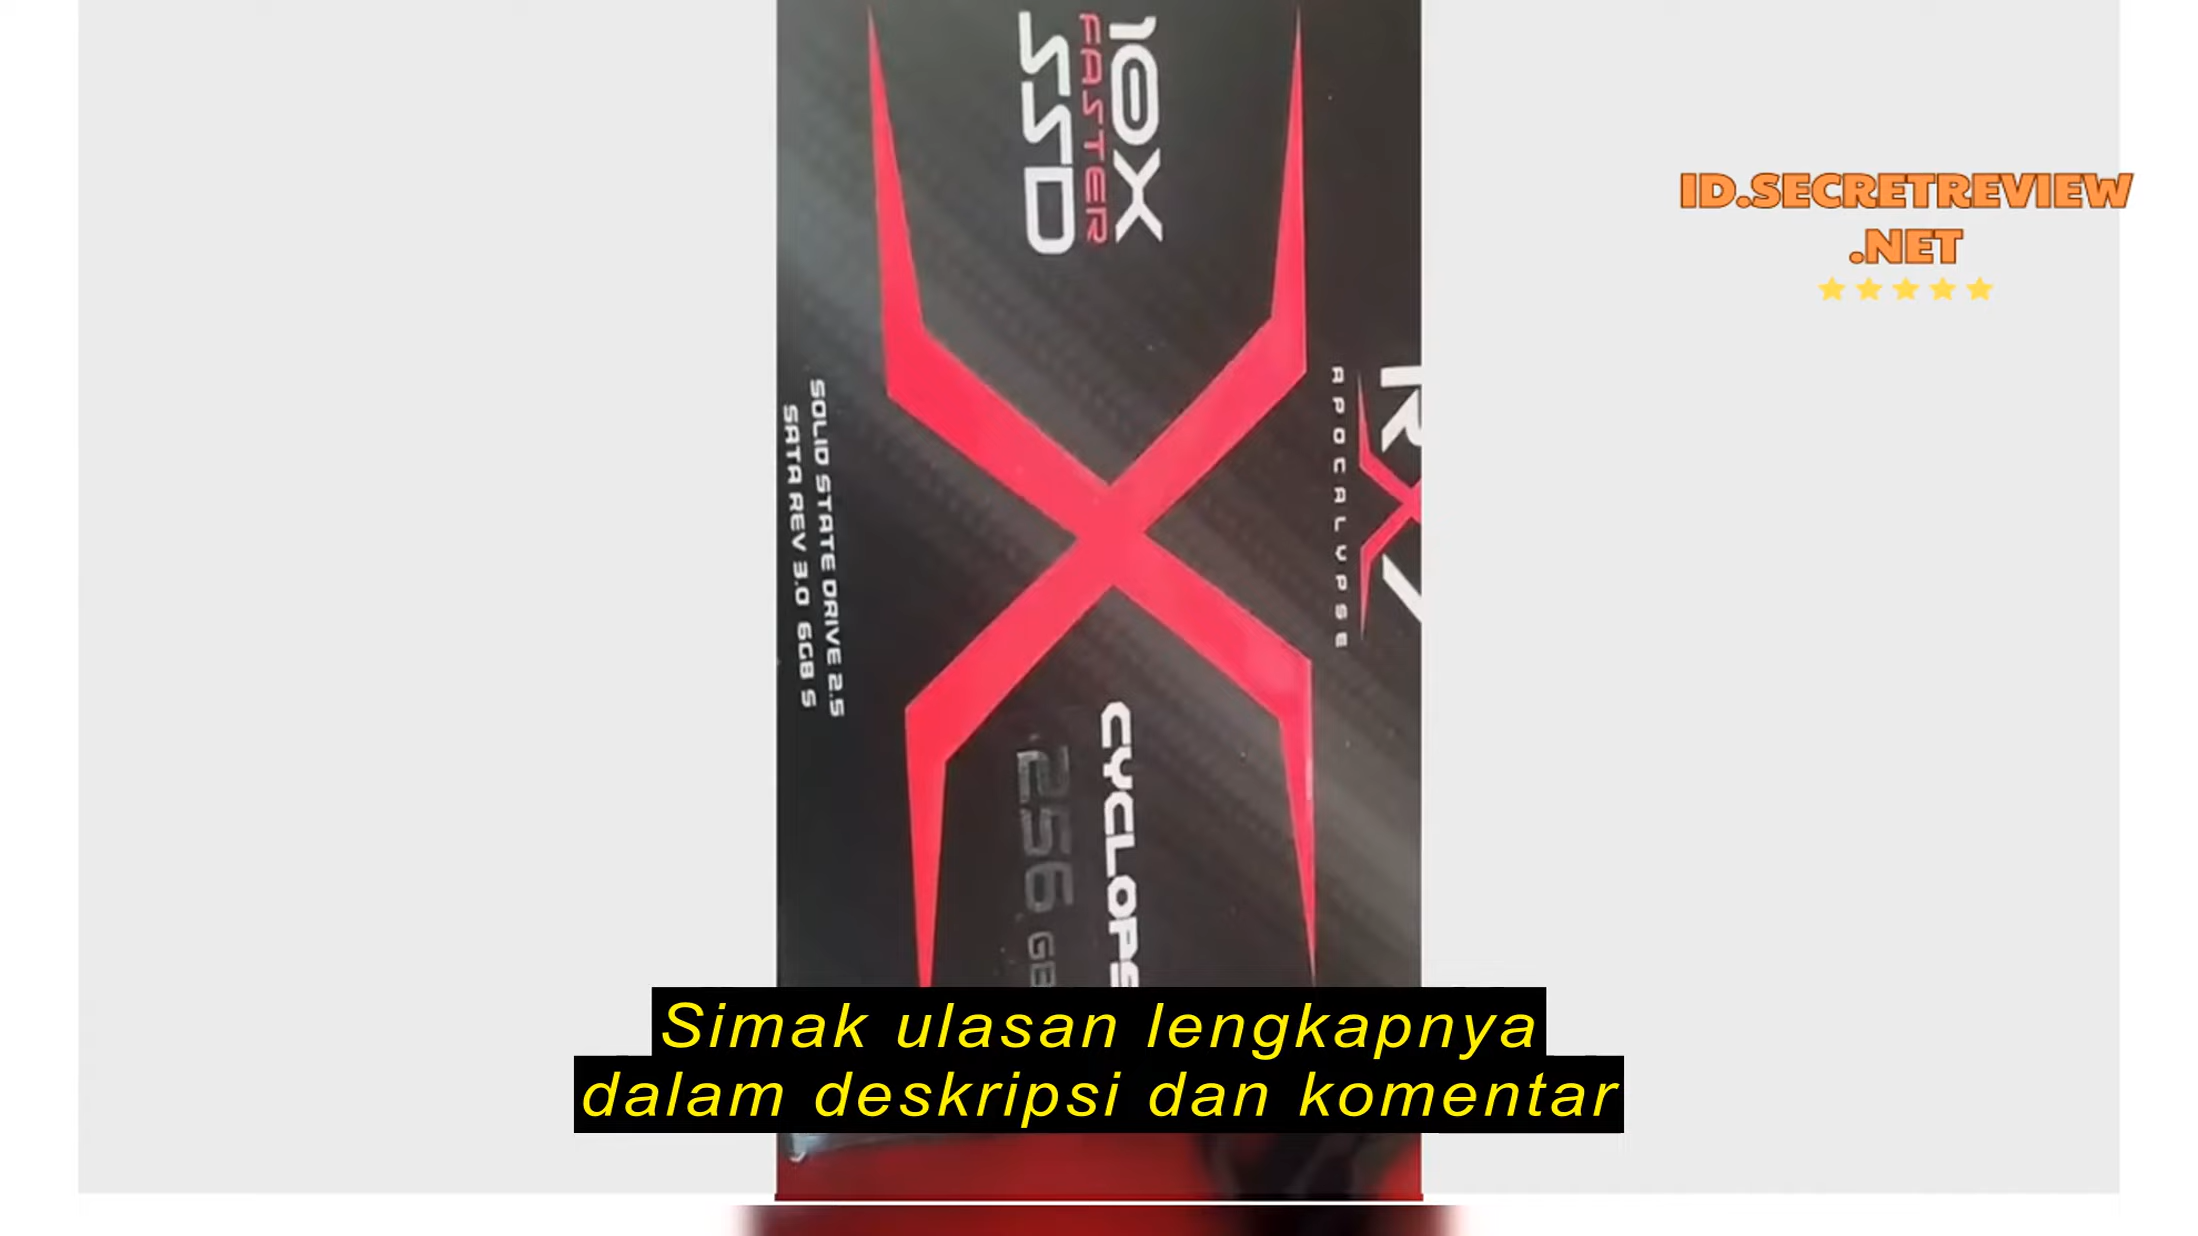 10X
FASTER
SSD
APOCALYPSE
SOLID STATE DRIVE 2.5
SATA REV 3.0 6GB S
CYCLOPS
256 GB
ID.SECRETREVIEW
.NET
Simak ulasan lengkapnya
dalam deskripsi dan komentar